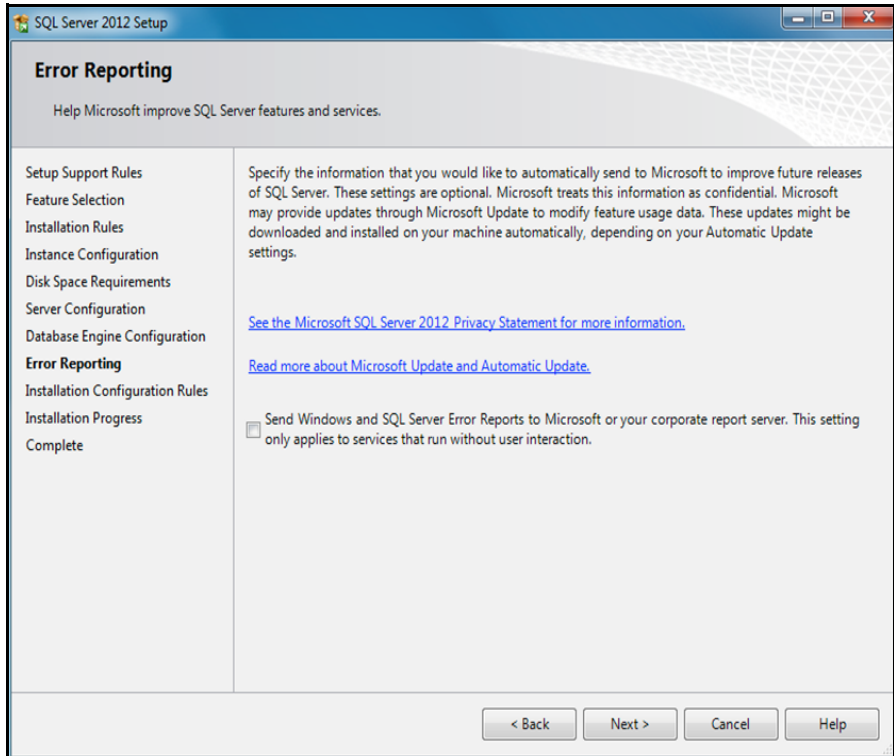 SQL Server 2012 Setup
Error Reporting
Help Microsoft improve SQL Server features and services.
Setup Support Rules
Feature Selection
Installation Rules
Instance Configuration
Disk Space Requirements
Server Configuration
Database Engine Configuration
Error Reporting
Installation Configuration Rules
Installation Progress
Complete
Specify the information that you would like to automatically send to Microsoft to improve future releases
of SQL Server. These settings are optional. Microsoft treats this information as confidential. Microsoft
may provide updates through Microsoft Update to modify feature usage data. These updates might be
downloaded and installed on your machine automatically, depending on your Automatic Update
settings.
See the Microsoft SQL Server 2012 Privacy Statement for more information.
Read more about Microsoft Update and Automatic Update.
Send Windows and SQL Server Error Reports to Microsoft or your corporate report server. This setting
only applies to services that run without user interaction.
< Back
Next >
Cancel
Help